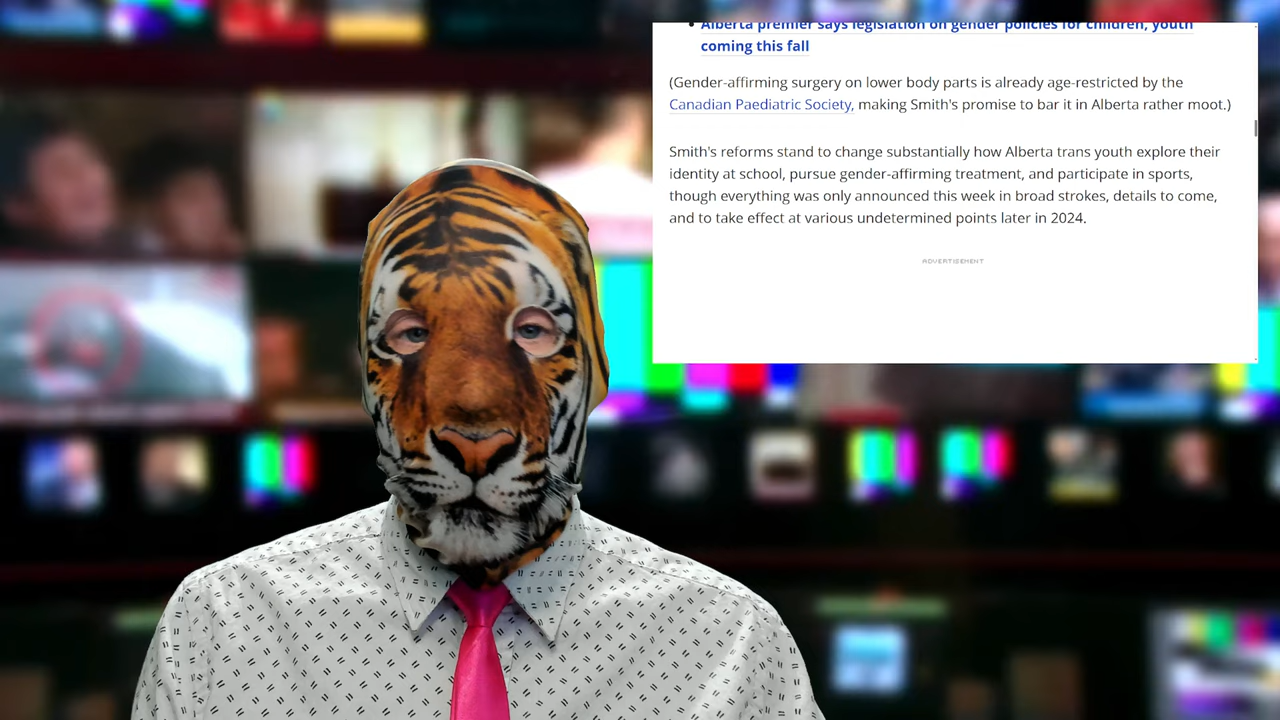 Alberta premier says legislation on gender policies for children, youth
coming this fall
(Gender-affirming surgery on lower body parts is already age-restricted by the
Canadian Paediatric Society, making Smith's promise to bar it in Alberta rather moot.)
Smith's reforms stand to change substantially how Alberta trans youth explore their
identity at school, pursue gender-affirming treatment, and participate in sports,
though everything was only announced this week in broad strokes, details to come,
and to take effect at various undetermined points later in 2024.
ADVERTISEMENT